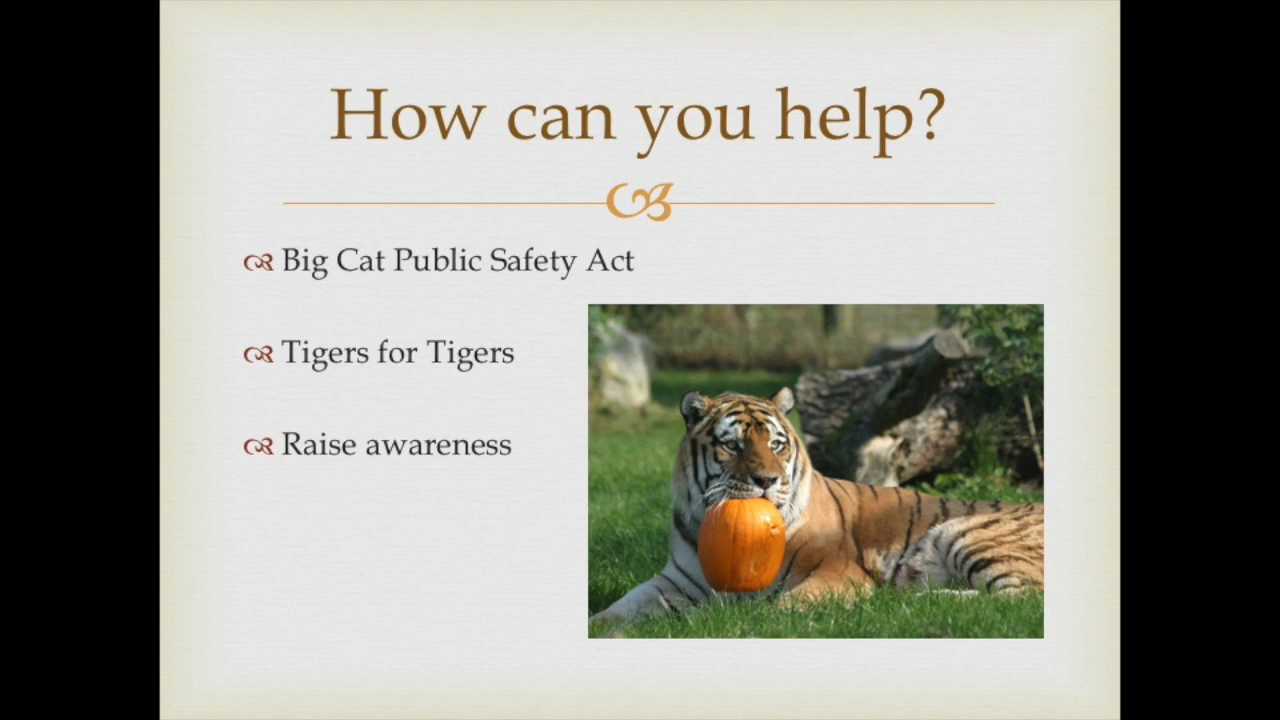 How can you help?
Big Cat Public Safety Act
Tigers for Tigers
Raise awareness